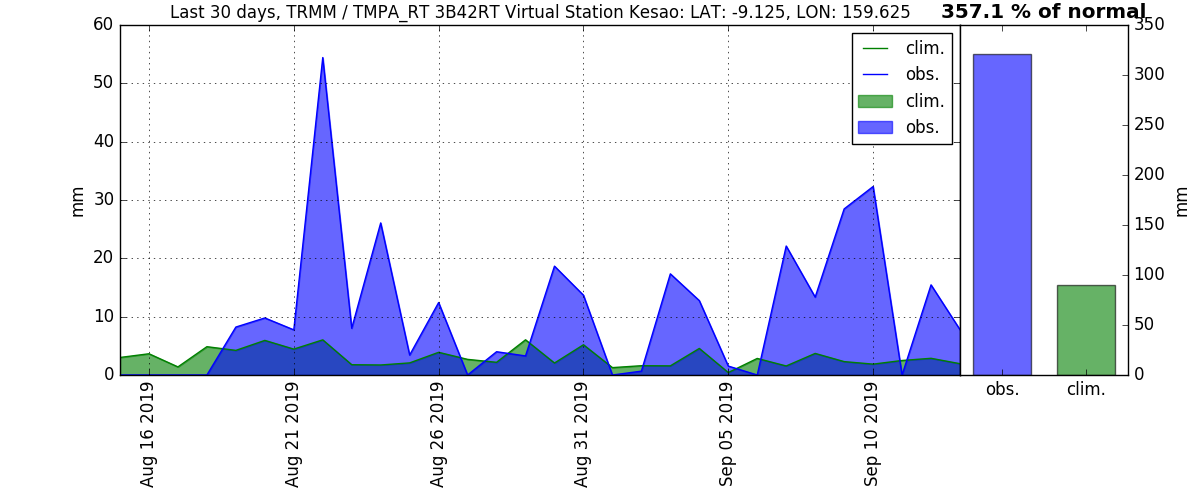 Last 30 days, TRMM / TMPA_RT 3B42RT Virtual Station Kesao: LAT: -9.125, LON: 159.625
357.1 % of normal
60
50
40
30
20
10
0
mm
clim.
obs.
clim.
obs.
350
300
250
200
150
100
50
0
mm
Aug 16 2019
Aug 21 2019
Aug 26 2019
Aug 31 2019
Sep 05 2019
Sep 10 2019
obs.
clim.